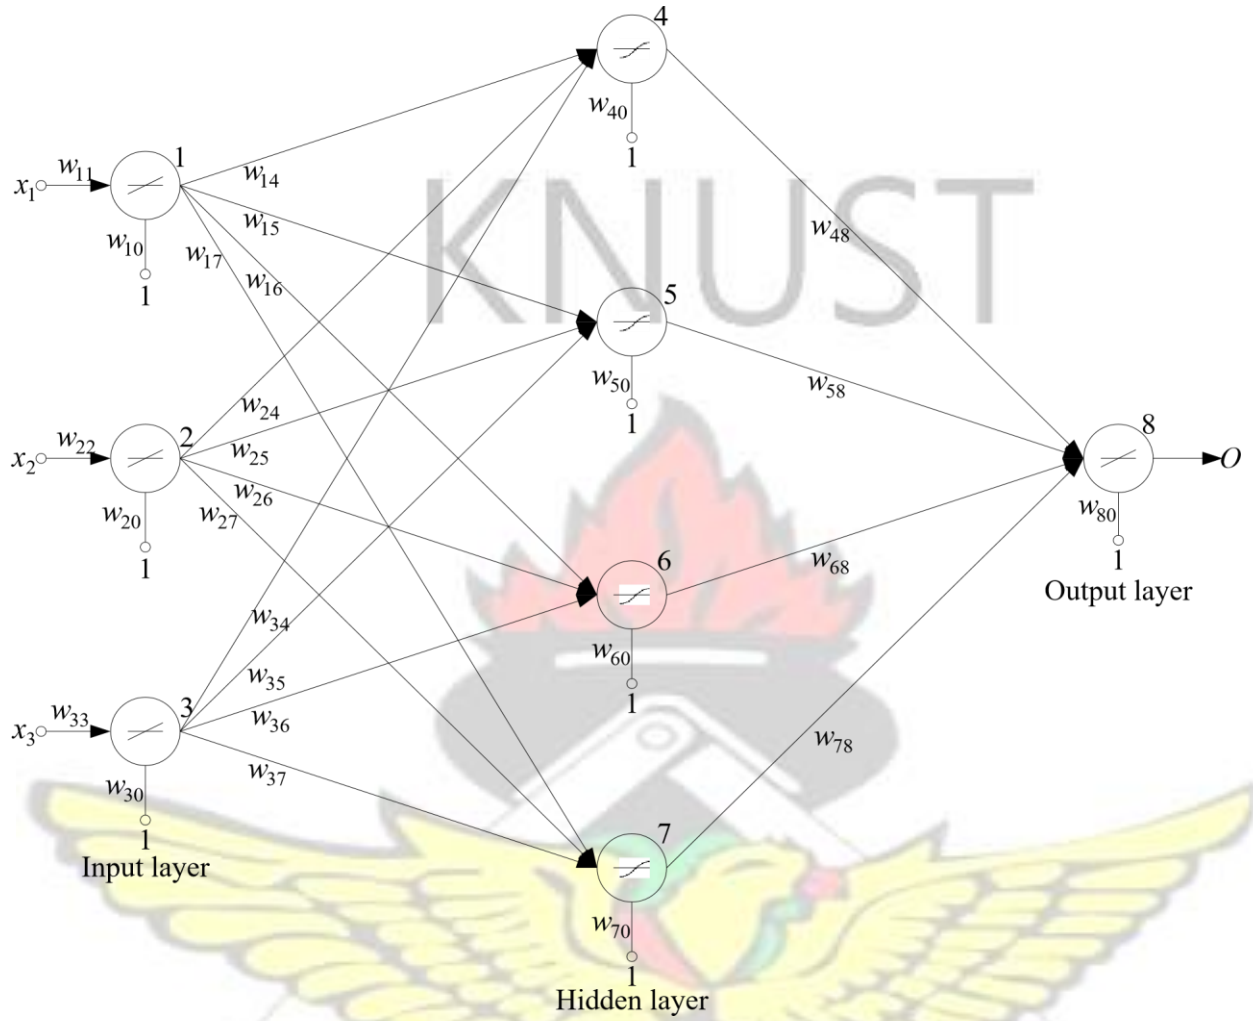 4
w40
1
1
x1
w11
w14
w15
w17
w16
w10
1
KNUST
w48
5
w50
1
w58
2
x2
w22
w24
w25
w26
w27
w20
1
8
O
w80
1
Output layer
6
w60
1
w68
3
x3
w33
w34
w35
w36
w37
w30
1
Input layer
w78
7
w70
1
Hidden layer